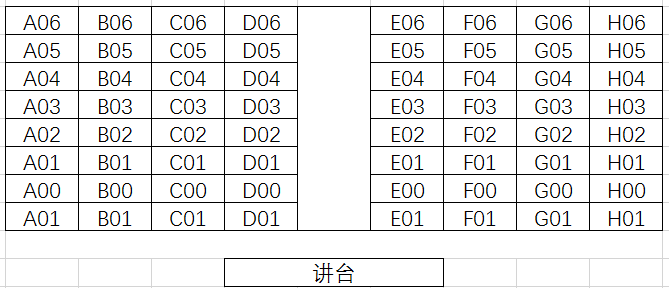 A06 B06 C06 D06 E06 F06 G06 H06
A05 B05 C05 D05 E05 F05 G05 H05
A04 B04 C04 D04 E04 F04 G04 H04
A03 B03 C03 D03 E03 F03 G03 H03
A02 B02 C02 D02 E02 F02 G02 H02
A01 B01 C01 D01 E01 F01 G01 H01
A00 B00 C00 D00 E00 F00 G00 H00
A01 B01 C01 D01 E01 F01 G01 H01
讲台